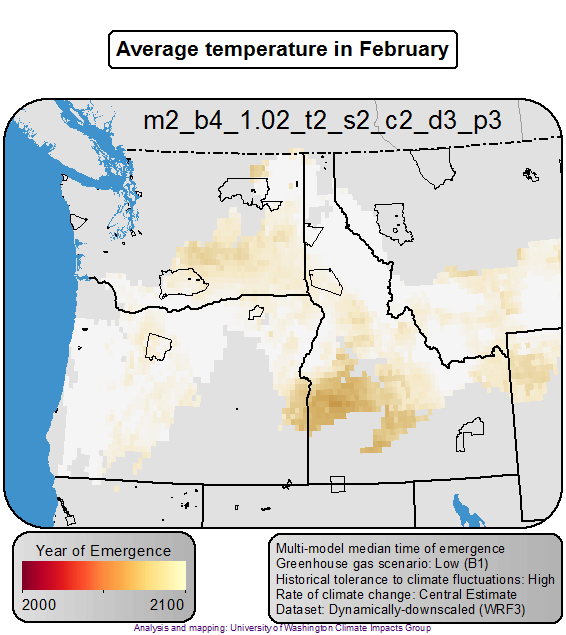 Average temperature in February
m2_b4_1.02_t2_s2_c2_d3_p3
Year of Emergence
2000 2100
Multi-model median time of emergence
Greenhouse gas scenario: Low (B1)
Historical tolerance to climate fluctuations: High
Rate of climate change: Central Estimate
Dataset: Dynamically-downscaled (WRF3)
Analysis and mapping: University of Washington Climate Impacts Group